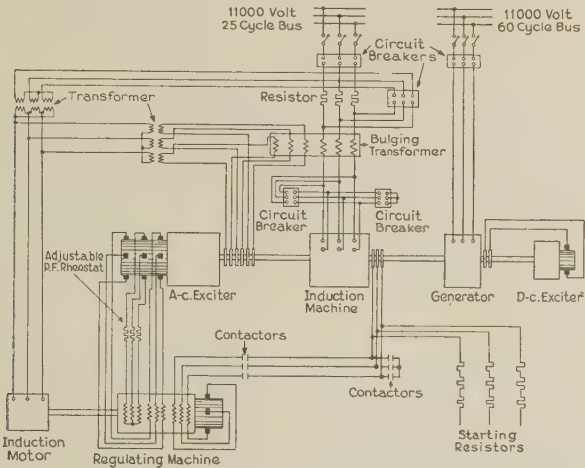 11000 Volt
25 Cycle Bus
11000 Volt
60 Cycle Bus
Circuit
Breakers
Resistor
Transformer
Bulging
Transformer
Circuit
Breaker
Circuit
Breaker
Adjustable
P.F. Rheostat
A-c. Exciter
Induction
Machine
Generator
D-c. Exciter
Contactors
Contactors
Induction
Motor
Regulating Machine
Starting
Resistors